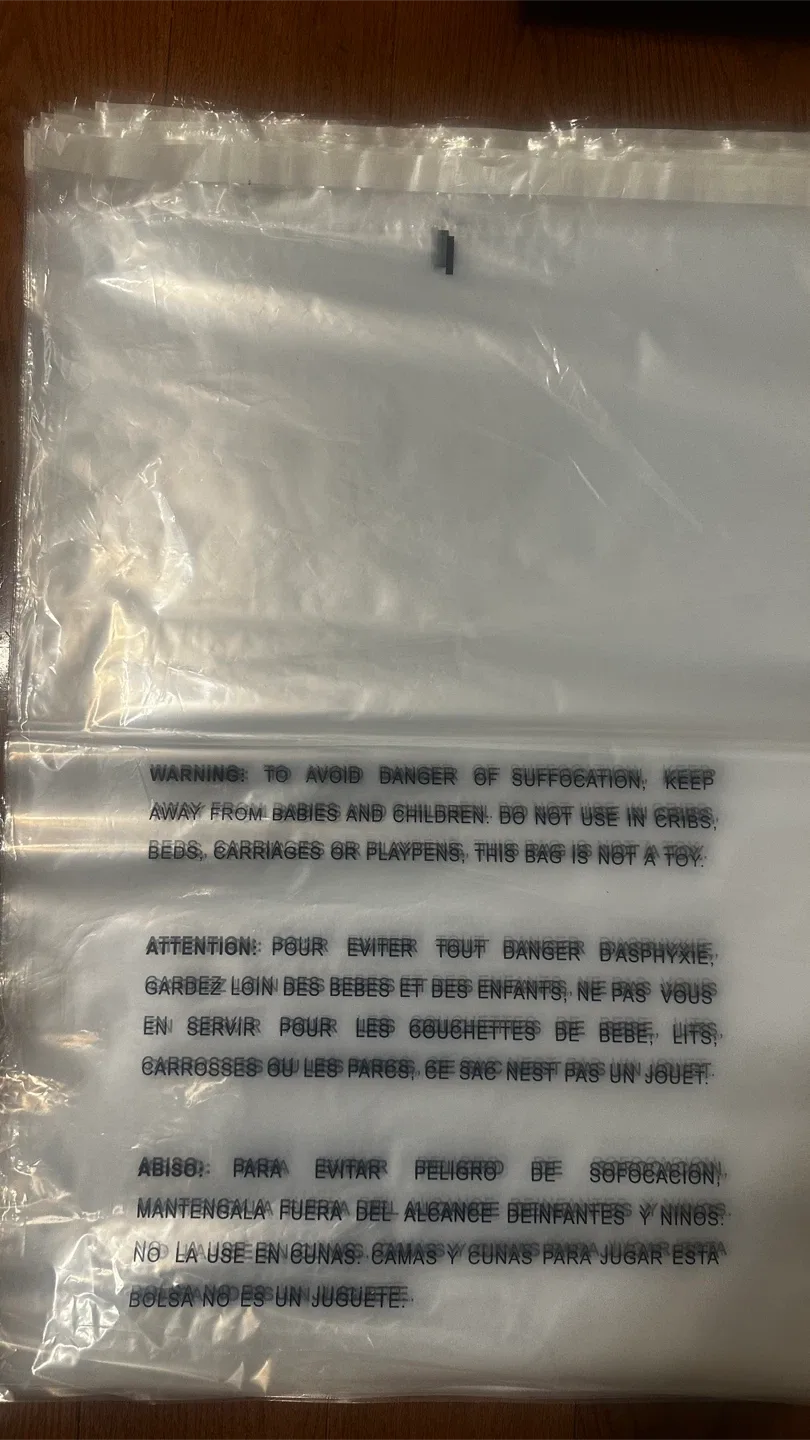 WARNING: TO AVOID DANGER OF SUFFOCATION, KEEP
AWAY FROM BABIES AND CHILDREN. DO NOT USE IN CRIBS,
BEDS, CARRIAGES OR PLAYPENS, THIS BAG IS NOT A TOY.
ATTENTION: POUR EVITER TOUT DANGER D'ASPHYXIE,
GARDEZ LOIN DES BEBES ET DES ENFANTS, NE PAS VOUS
EN SERVIR POUR LES COUCHETTES DE BEBE, LITS,
CARROSSES OU LES PARCS, CE SAC NEST PAS UN JOUET.
ABISO: PARA EVITAR PELIGRO DE SOFOCACION,
MANTENGALA FUERA DEL ALCANCE DEINFANTES Y NINOS.
NO LA USE EN CUNAS. CAMAS Y CUNAS PARA JUGAR ESTA
BOLSA NO ES UN JUGUETE.